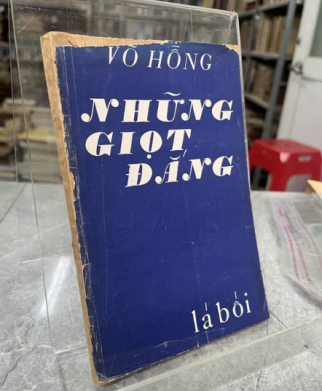 VÕ HỒNG
NHỮNG
GIỌT
ĐẮNG
lá bối